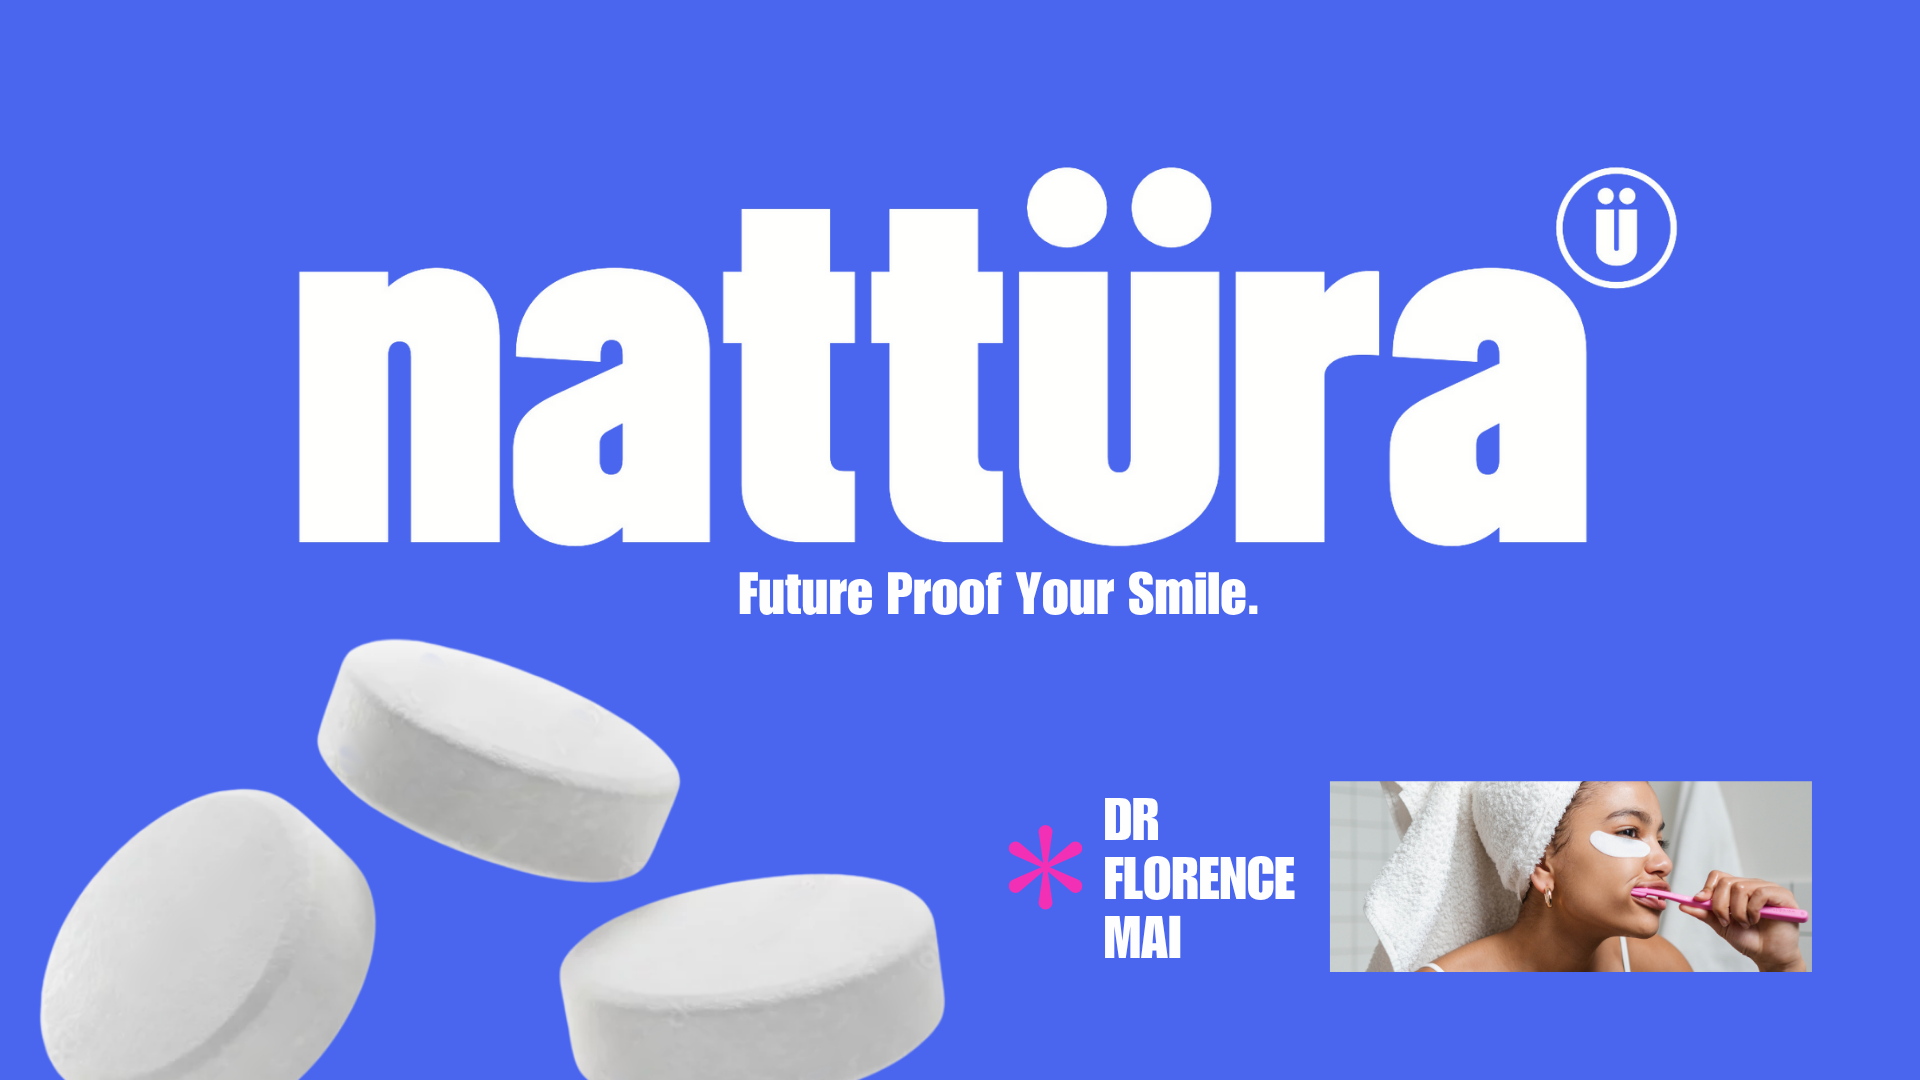 nattüra
ü
Future Proof Your Smile.
DR
FLORENCE
MAI